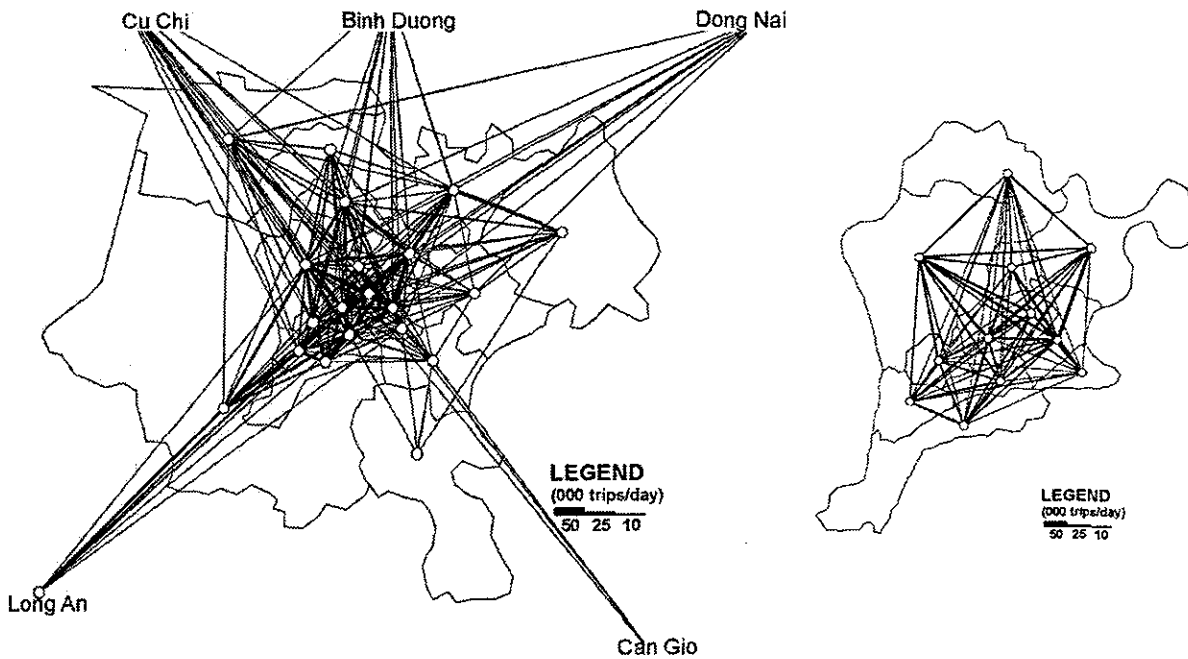 Cu Chi Binh Duong Dong Nai
LEGEND
(000 trips/day)
50 25 10
Long An
Can Gio
LEGEND
(000 trips/day)
50 25 10